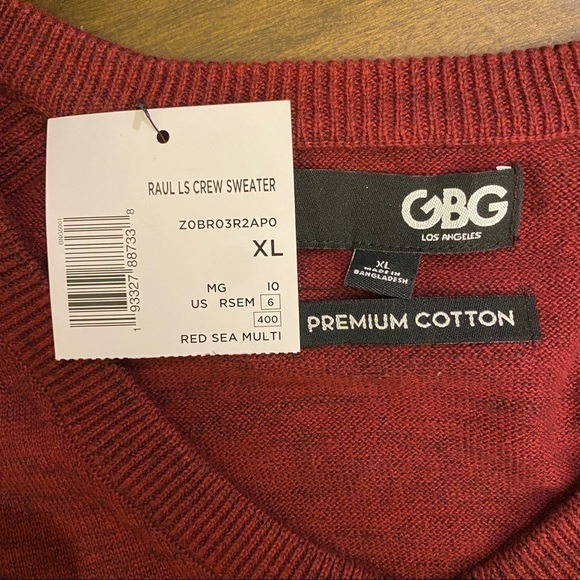 RAUL LS CREW SWEATER
Z0BR03R2AP0
XL
MG 10
US RSEM 6
400
RED SEA MULTI
1 93327 88733 8
GBG
LOS ANGELES
XL
MADE IN
BANGLADESH
PREMIUM COTTON